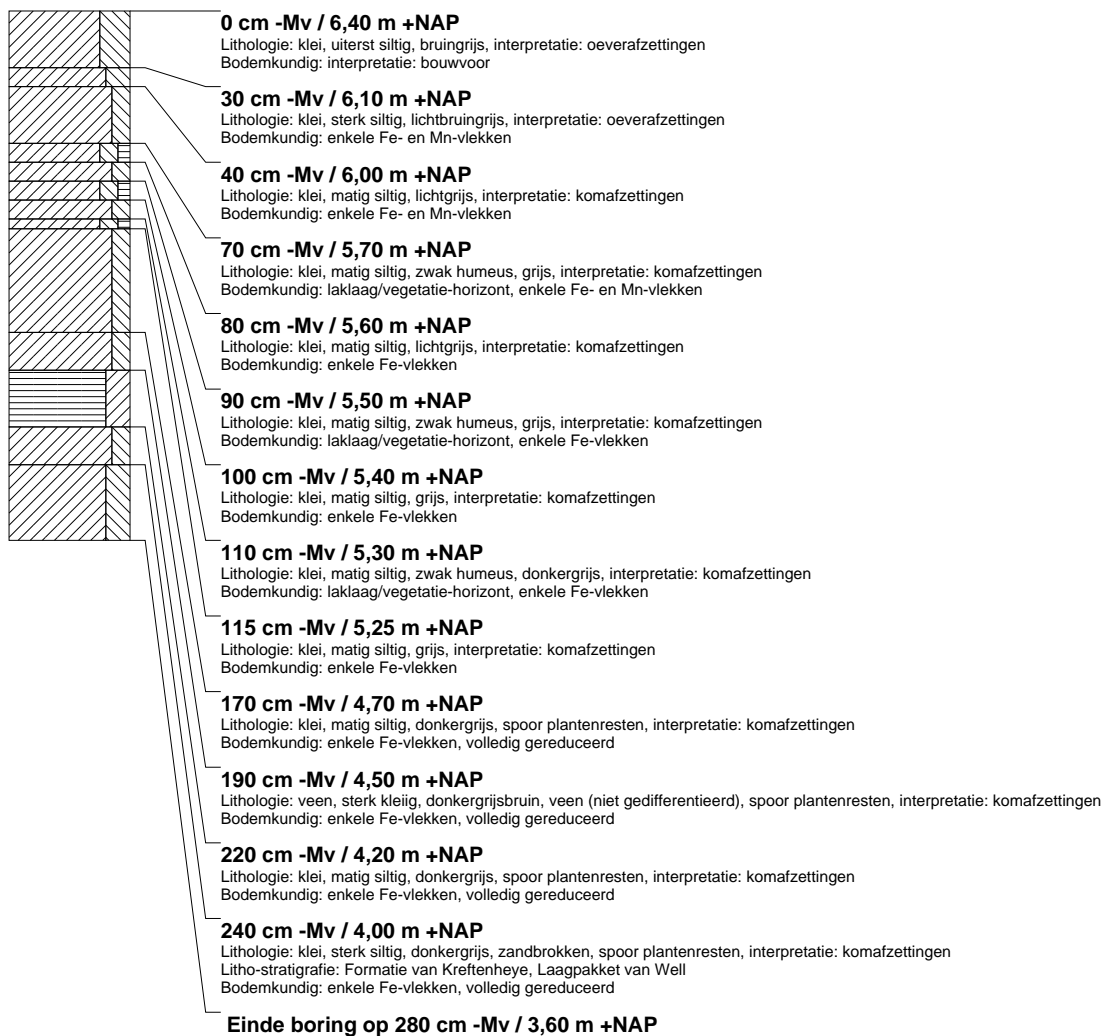 0 cm -Mv / 6,40 m +NAP
Lithologie: klei, uiterst siltig, bruingrijs, interpretatie: oeverafzettingen
Bodemkundig: interpretatie: bouwvoor
30 cm -Mv / 6,10 m +NAP
Lithologie: klei, sterk siltig, lichtbruingrijs, interpretatie: oeverafzettingen
Bodemkundig: enkele Fe- en Mn-vlekken
40 cm -Mv / 6,00 m +NAP
Lithologie: klei, matig siltig, lichtgrijs, interpretatie: komafzettingen
Bodemkundig: enkele Fe- en Mn-vlekken
70 cm -Mv / 5,70 m +NAP
Lithologie: klei, matig siltig, zwak humeus, grijs, interpretatie: komafzettingen
Bodemkundig: laklaag/vegetatie-horizont, enkele Fe- en Mn-vlekken
80 cm -Mv / 5,60 m +NAP
Lithologie: klei, matig siltig, lichtgrijs, interpretatie: komafzettingen
Bodemkundig: enkele Fe-vlekken
90 cm -Mv / 5,50 m +NAP
Lithologie: klei, matig siltig, zwak humeus, grijs, interpretatie: komafzettingen
Bodemkundig: laklaag/vegetatie-horizont, enkele Fe-vlekken
100 cm -Mv / 5,40 m +NAP
Lithologie: klei, matig siltig, grijs, interpretatie: komafzettingen
Bodemkundig: enkele Fe-vlekken
110 cm -Mv / 5,30 m +NAP
Lithologie: klei, matig siltig, zwak humeus, donkergrijs, interpretatie: komafzettingen
Bodemkundig: laklaag/vegetatie-horizont, enkele Fe-vlekken
115 cm -Mv / 5,25 m +NAP
Lithologie: klei, matig siltig, grijs, interpretatie: komafzettingen
Bodemkundig: enkele Fe-vlekken
170 cm -Mv / 4,70 m +NAP
Lithologie: klei, matig siltig, donkergrijs, spoor plantenresten, interpretatie: komafzettingen
Bodemkundig: enkele Fe-vlekken, volledig gereduceerd
190 cm -Mv / 4,50 m +NAP
Lithologie: veen, sterk kleiig, donkergrijsbruin, veen (niet gedifferentieerd), spoor plantenresten, interpretatie: komafzettingen
Bodemkundig: enkele Fe-vlekken, volledig gereduceerd
220 cm -Mv / 4,20 m +NAP
Lithologie: klei, matig siltig, donkergrijs, spoor plantenresten, interpretatie: komafzettingen
Bodemkundig: enkele Fe-vlekken, volledig gereduceerd
240 cm -Mv / 4,00 m +NAP
Lithologie: klei, sterk siltig, donkergrijs, zandbrokken, spoor plantenresten, interpretatie: komafzettingen
Litho-stratigrafie: Formatie van Kreftenheye, Laagpakket van Well
Bodemkundig: enkele Fe-vlekken, volledig gereduceerd
Einde boring op 280 cm -Mv / 3,60 m +NAP